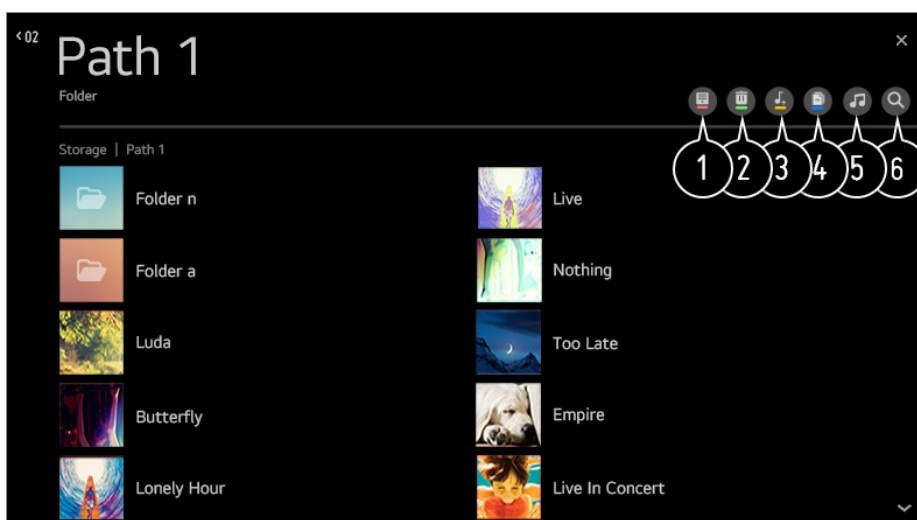 <02
Path 1
Folder
1 2 3 4 5 6
Storage | Path 1
Folder n
Live
Folder a
Nothing
Luda
Too Late
Butterfly
Empire
Lonely Hour
Live In Concert